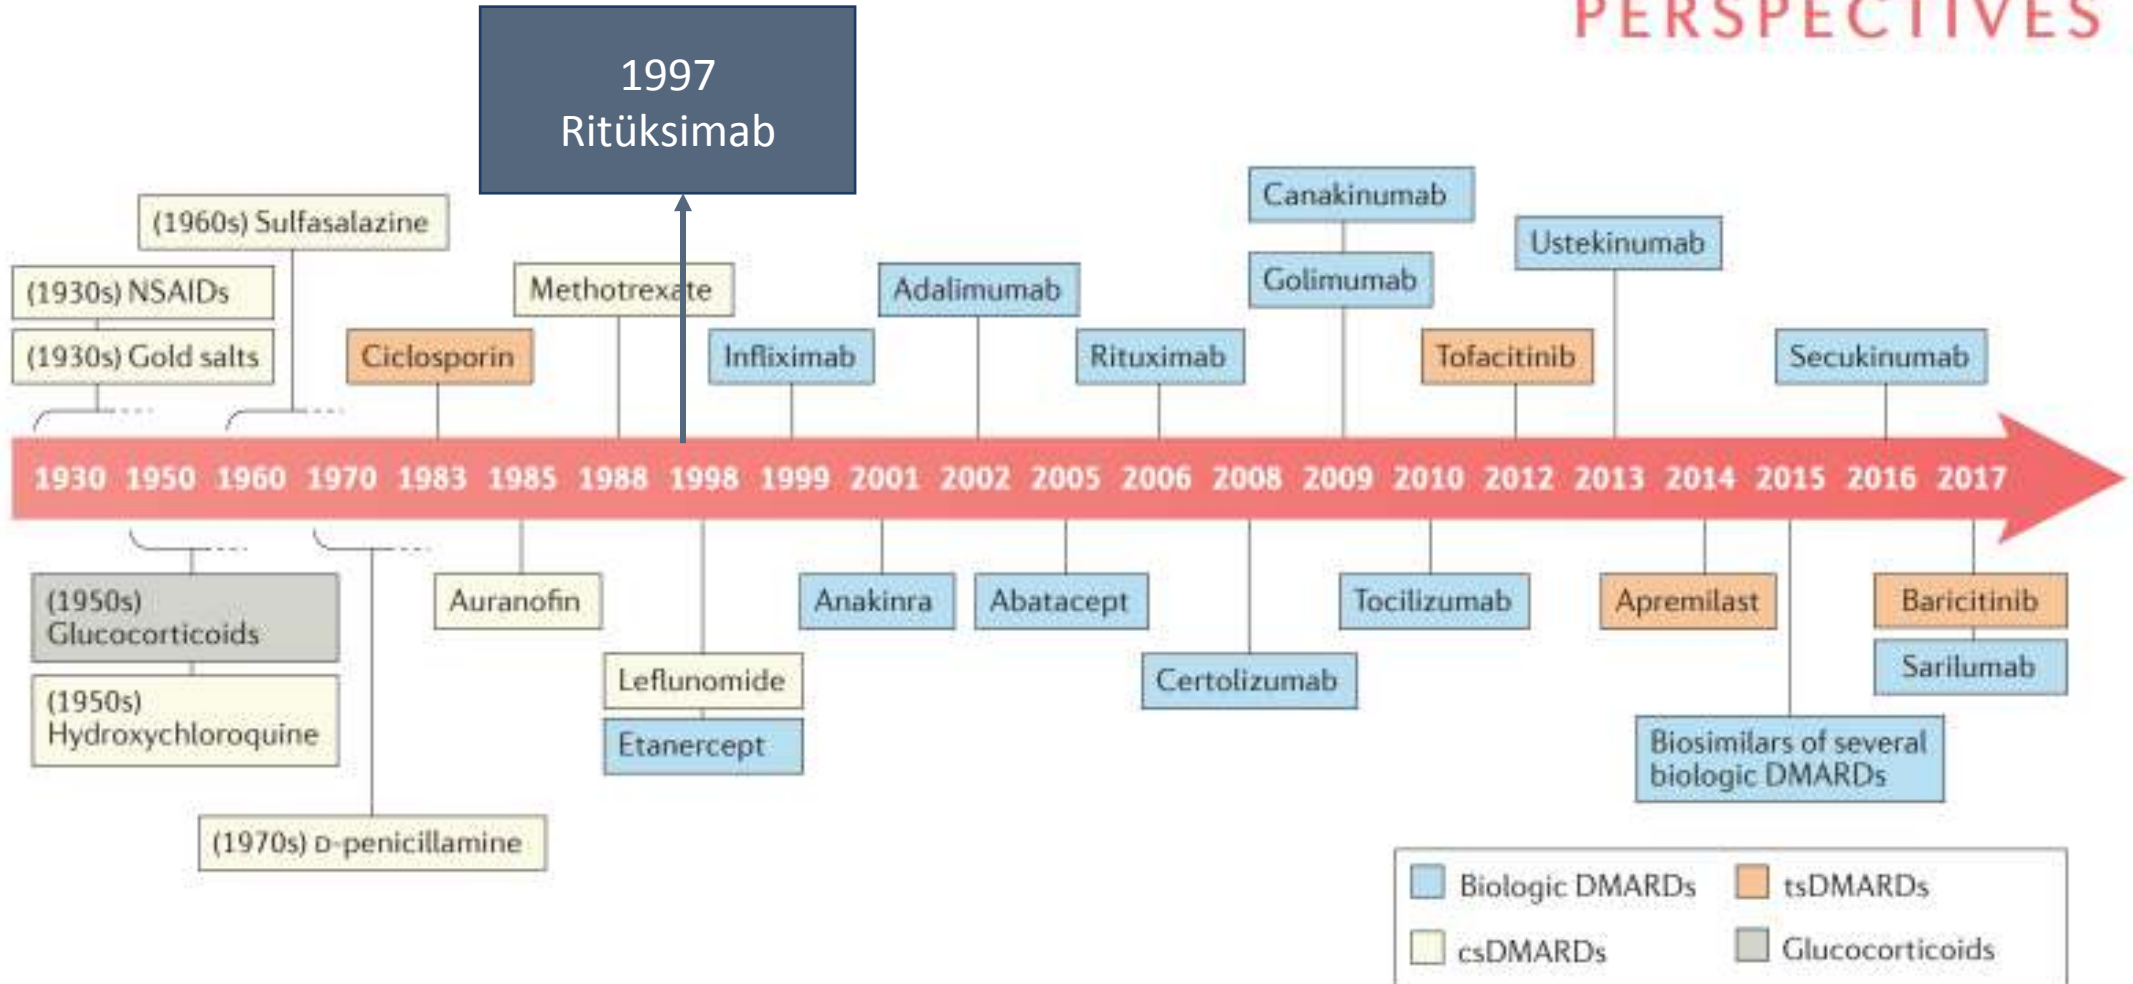 PERSPECTIVES
1997
Ritüksimab
(1960s) Sulfasalazine
(1930s) NSAIDs
(1930s) Gold salts
Ciclosporin
Methotrexate
Infliximab
Adalimumab
Rituximab
Canakinumab
Golimumab
Tofacitinib
Ustekinumab
Secukinumab
1930 1950 1960 1970 1983 1985 1988 1998 1999 2001 2002 2005 2006 2008 2009 2010 2012 2013 2014 2015 2016 2017
(1950s)
Glucocorticoids
(1950s)
Hydroxychloroquine
(1970s) D-penicillamine
Auranofin
Leflunomide
Etanercept
Anakinra
Abatacept
Certolizumab
Tocilizumab
Apremilast
Biosimilars of several
biologic DMARDs
Baricitinib
Sarilumab
Biologic DMARDs
tsDMARDs
csDMARDs
Glucocorticoids